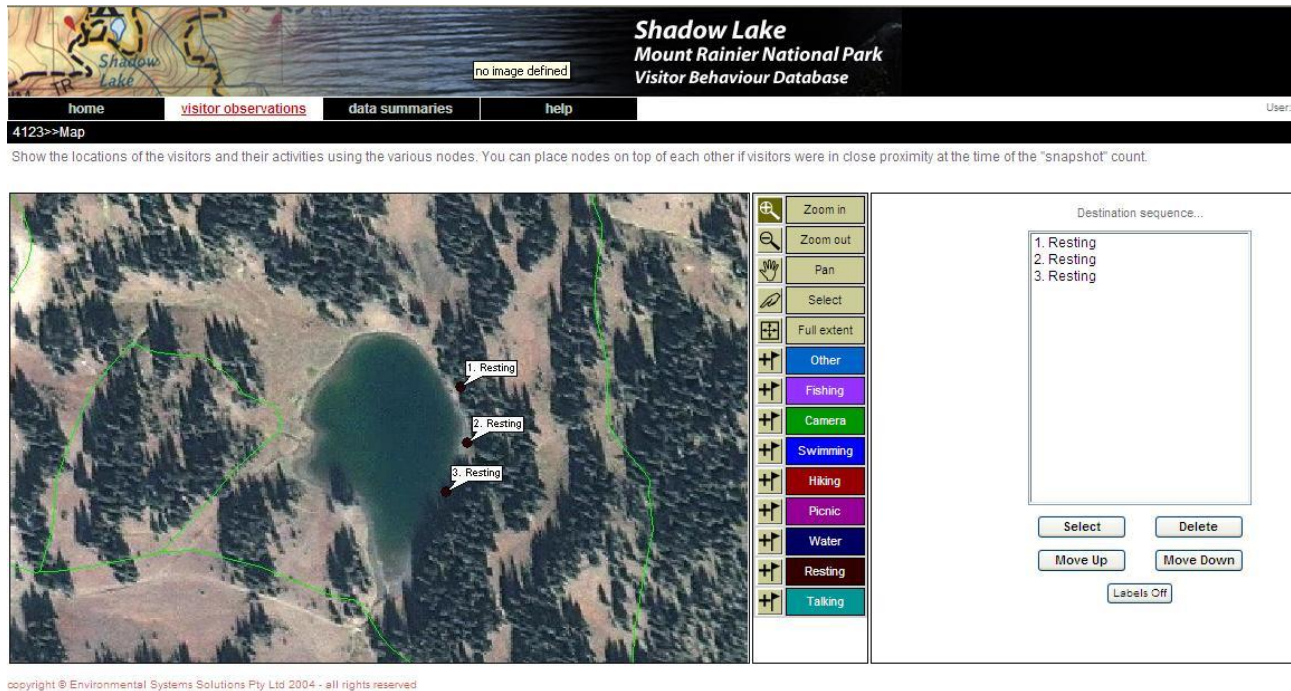 Shadow Lake
Shadow Lake
Mount Rainier National Park
Visitor Behaviour Database
TR
no image defined
home
visitor observations
data summaries
help
User:
4123>>Map
Show the locations of the visitors and their activities using the various nodes. You can place nodes on top of each other if visitors were in close proximity at the time of the "snapshot" count.
1. Resting
2. Resting
3. Resting
Zoom in
Zoom out
Pan
Select
Full extent
Other
Fishing
Camera
Swimming
Hiking
Picnic
Water
Resting
Talking
Destination sequence...
1. Resting
2. Resting
3. Resting
Select
Delete
Move Up
Move Down
Labels Off
copyright © Environmental Systems Solutions Pty Ltd 2004 - all rights reserved